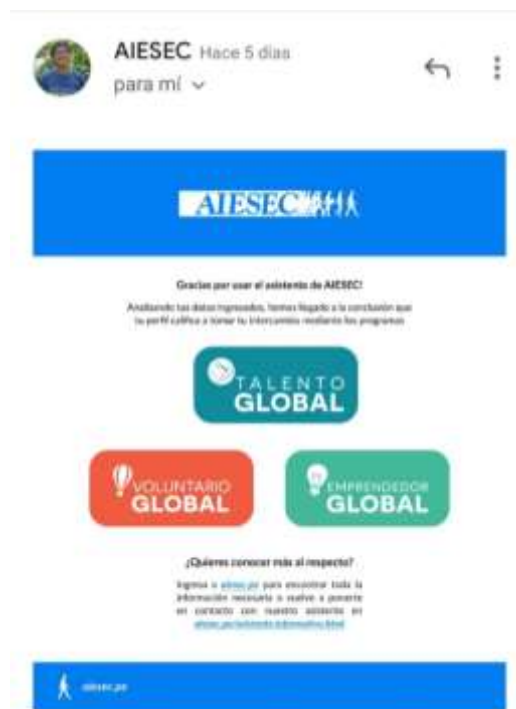 AIESEC Hace 5 días
para mí
AIESEC
Gracias por usar el asistente de AIESEC!
Analizando tus datos ingresados, hemos llegado a la conclusión que
tu perfil califica a tomar tu intercambio mediante los programas
TALENTO
GLOBAL
VOLUNTARIO
GLOBAL
EMPRENDEDOR
GLOBAL
¿Quieres conocer más al respecto?
Ingresa a aiesec.pe para encontrar toda la
información necesaria o vuelve a ponerte
en contacto con nuestro asistente en
aiesec.pe/
aiesec.pe